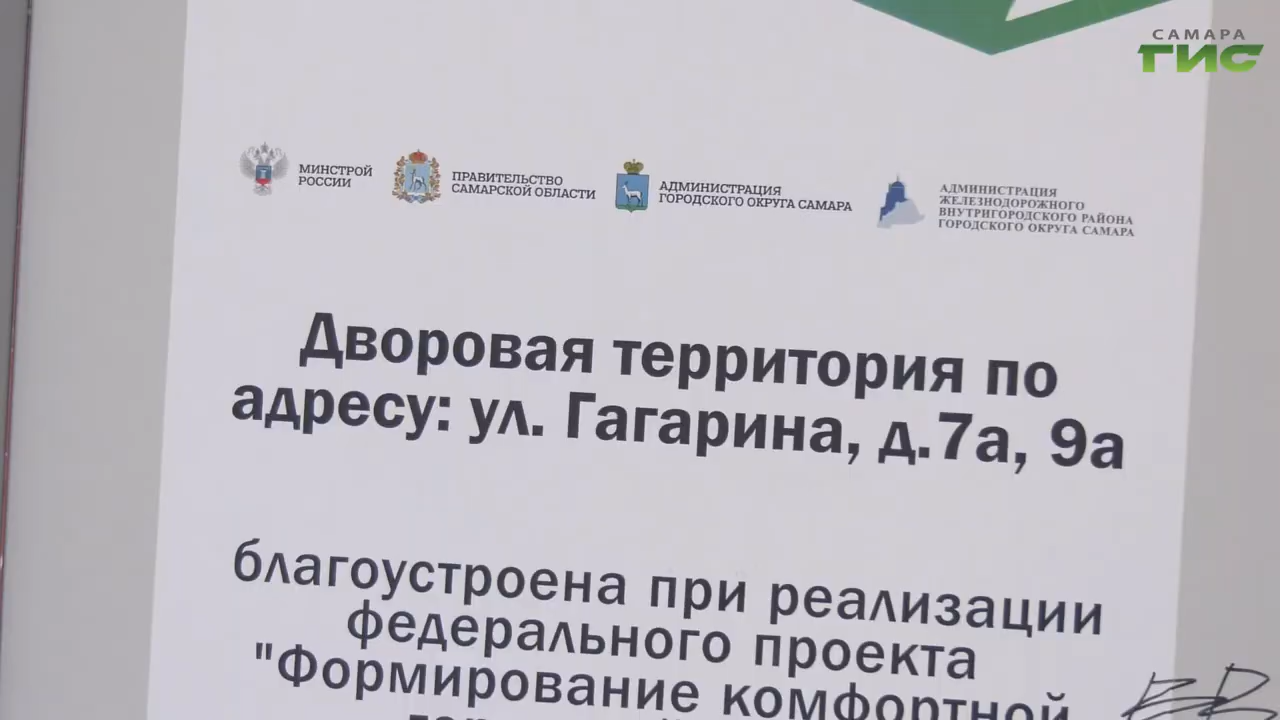 САМАРА
ГИС
МИНСТРОЙ
РОССИИ
ПРАВИТЕЛЬСТВО
САМАРСКОЙ ОБЛАСТИ
АДМИНИСТРАЦИЯ
ГОРОДСКОГО ОКРУГА САМАРА
АДМИНИСТРАЦИЯ
ЖЕЛЕЗНОДОРОЖНОГО
ВНУТРИГОРОДСКОГО РАЙОНА
ГОРОДСКОГО ОКРУГА САМАРА
Дворовая территория по
адресу: ул. Гагарина, д.7а, 9а
благоустроена при реализации
федерального проекта
"Формирование комфортной